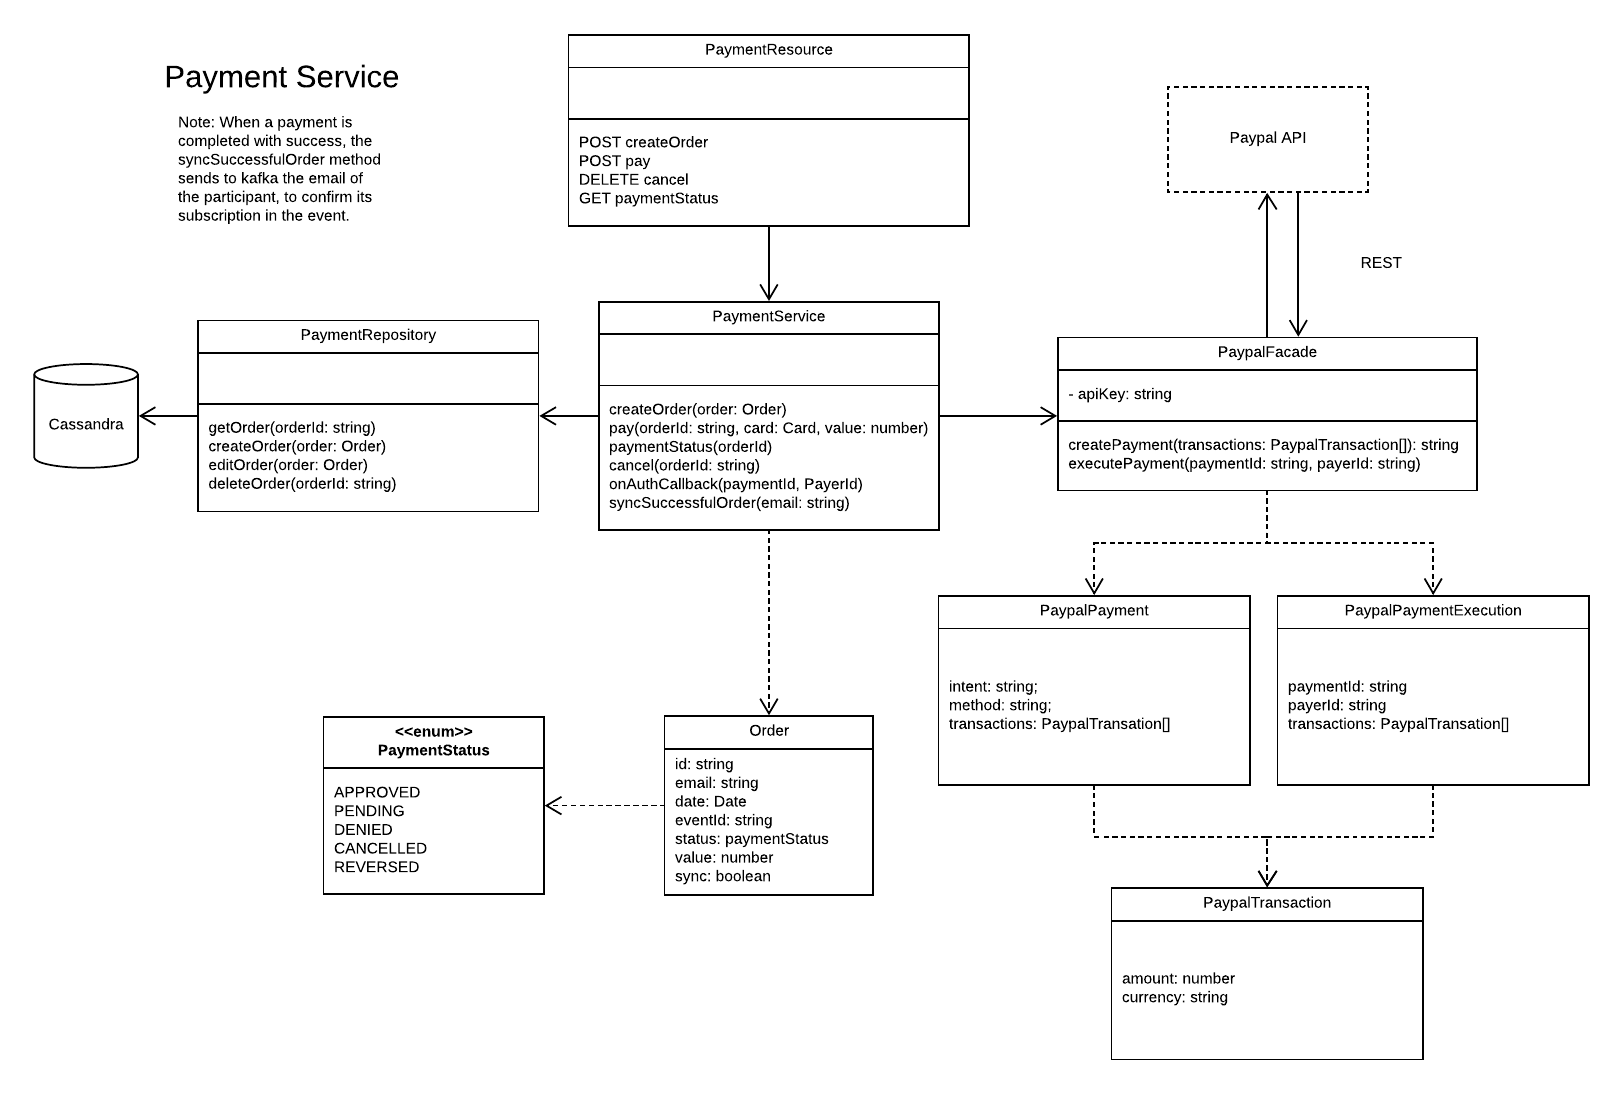 Payment Service
Note: When a payment is
completed with success, the
syncSuccessfulOrder method
sends to kafka the email of
the participant, to confirm its
subscription in the event.
PaymentResource
POST createOrder
POST pay
DELETE cancel
GET paymentStatus
Paypal API
REST
Cassandra
PaymentRepository
getOrder(orderId: string)
createOrder(order: Order)
editOrder(order: Order)
deleteOrder(orderId: string)
PaymentService
createOrder(order: Order)
pay(orderId: string, card: Card, value: number)
paymentStatus(orderId)
cancel(orderId: string)
onAuthCallback(paymentId, PayerId)
syncSuccessfulOrder(email: string)
PaypalFacade
- apiKey: string
createPayment(transactions: PaypalTransaction[]): string
executePayment(paymentId: string, payerId: string)
PaypalPayment
intent: string;
method: string;
transactions: PaypalTransation[]
PaypalPaymentExecution
paymentId: string
payerId: string
transactions: PaypalTransation[]
<<enum>>
PaymentStatus
APPROVED
PENDING
DENIED
CANCELLED
REVERSED
Order
id: string
email: string
date: Date
eventId: string
status: paymentStatus
value: number
sync: boolean
PaypalTransaction
amount: number
currency: string